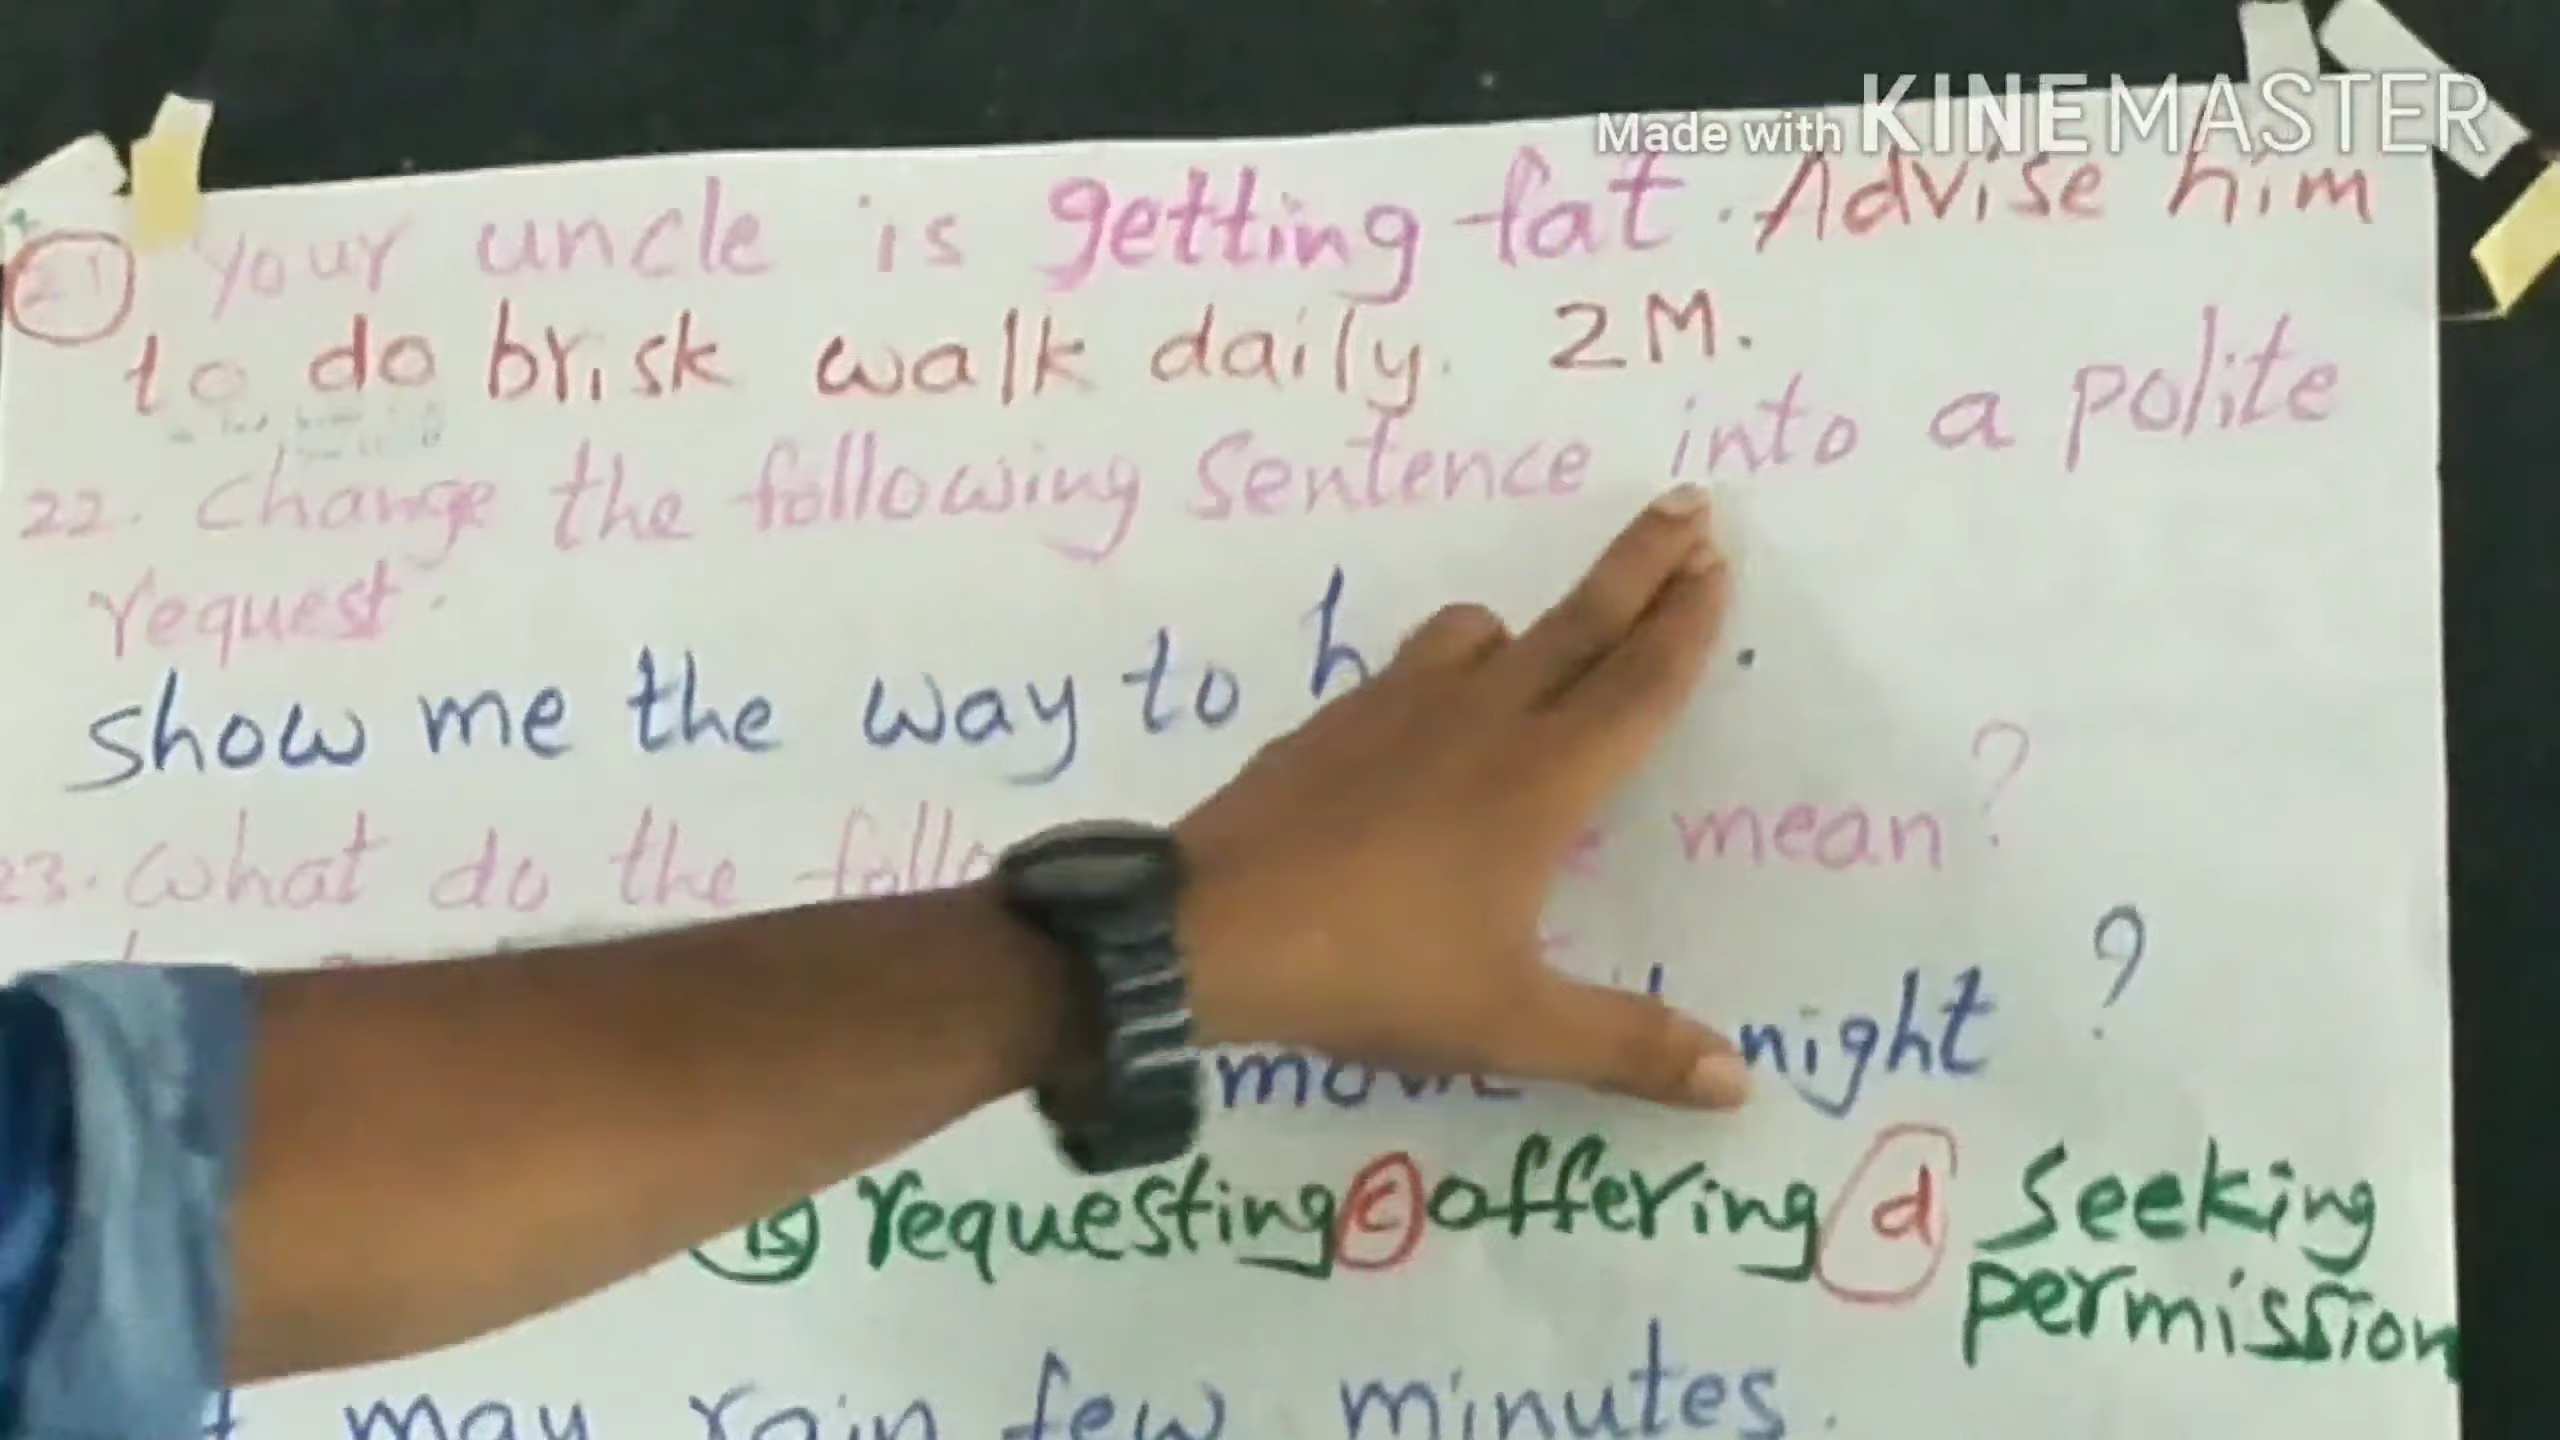 Made with KINEMASTER
21 Your uncle is getting fat. Advise him
to do brisk walk daily. 2M.
22. Change the following Sentence into a polite
request.
Show me the way to
23. What do the mean?
night ?
b requesting c offering d Seeking
permission
may rain few minutes.